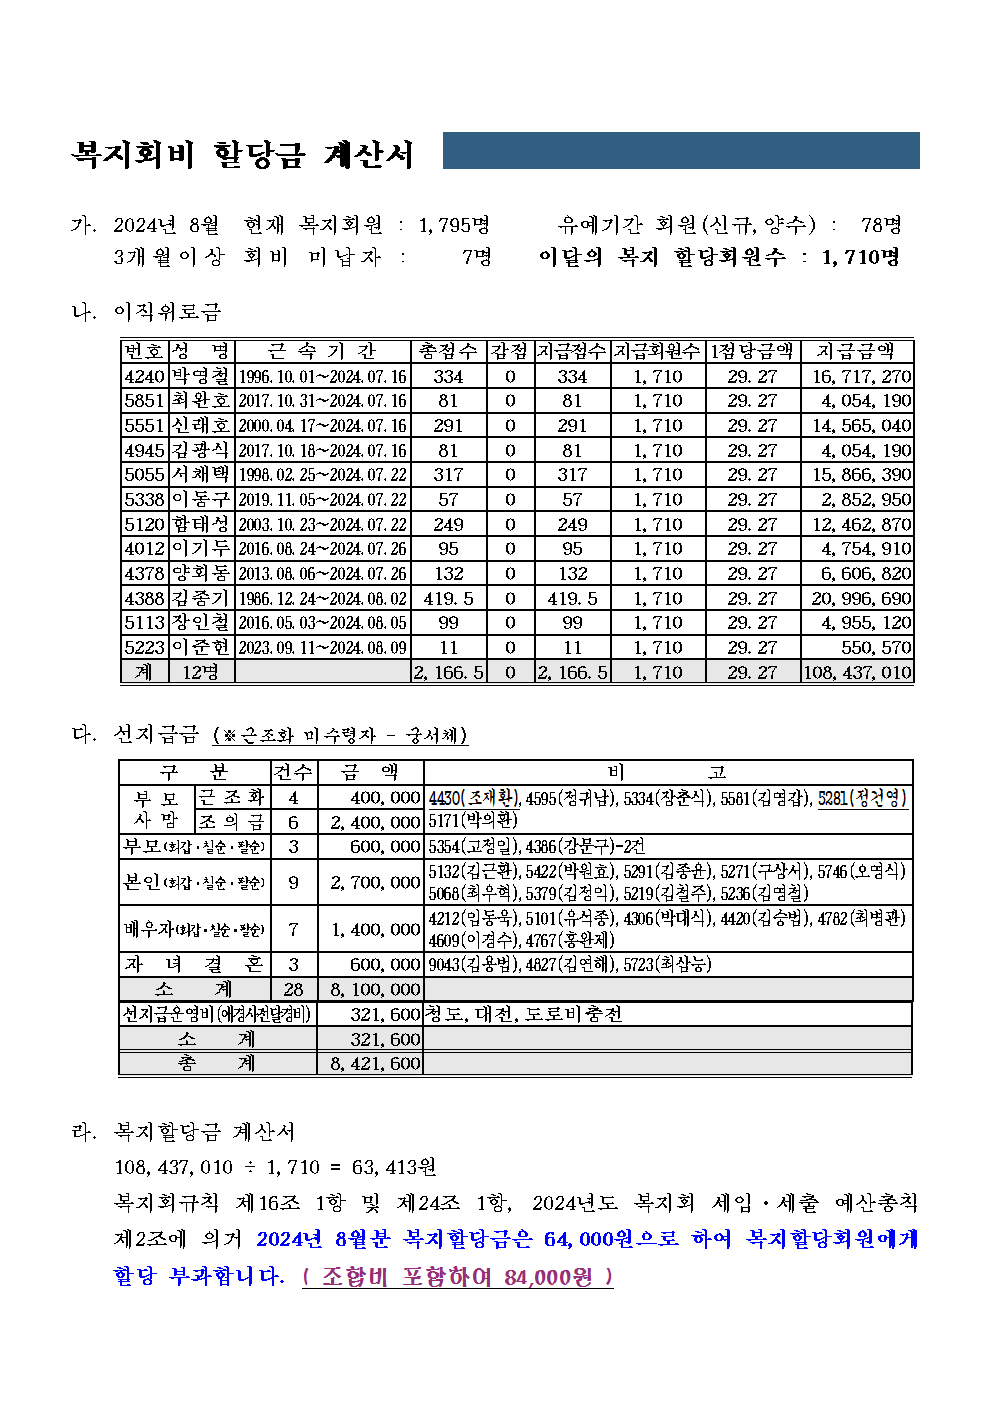 복지회비 할당금 계산서
가. 2024년 8월 현재 복지회원 : 1,795명 유예기간 회원(신규,양수) : 78명
3개월이상 회비 미납자 : 7명 이달의 복지 할당회원수 : 1,710명
나. 이직위로금
번호 성 명 근 속 기 간 총점수 감점 지급점수 지급회원수 1점당금액 지 급 금 액
4240 박영철 1996.10.01~2024.07.16 334 0 334 1,710 29.27 16,717,270
5851 최완호 2017.10.31~2024.07.16 81 0 81 1,710 29.27 4,054,190
5551 신래호 2000.04.17~2024.07.16 291 0 291 1,710 29.27 14,565,040
4945 김광식 2017.10.18~2024.07.16 81 0 81 1,710 29.27 4,054,190
5055 서채택 1998.02.25~2024.07.22 317 0 317 1,710 29.27 15,866,390
5338 이동구 2019.11.05~2024.07.22 57 0 57 1,710 29.27 2,852,950
5120 함태성 2003.10.23~2024.07.22 249 0 249 1,710 29.27 12,462,870
4012 이기두 2016.08.24~2024.07.26 95 0 95 1,710 29.27 4,754,910
4378 양회동 2013.08.06~2024.07.26 132 0 132 1,710 29.27 6,606,820
4388 김종기 1986.12.24~2024.08.02 419.5 0 419.5 1,710 29.27 20,996,690
5113 장인철 2016.05.03~2024.08.05 99 0 99 1,710 29.27 4,955,120
5223 이준헌 2023.09.11~2024.08.09 11 0 11 1,710 29.27 550,570
계 12명 2,166.5 0 2,166.5 1,710 29.27 108,437,010
다. 선지급금 (※근조화 미수령자 - 궁서체)
구 분 건수 금 액 비 고
부 모 근 조 화 4 400,000 4430(조재환), 4595(정귀남), 5334(장춘식), 5581(김영갑), 5281(정건영)
사 망 조 의 금 6 2,400,000 5171(박의환)
부모(회갑·칠순·팔순) 3 600,000 5354(고정일), 4386(강문구)-2건
본인(회갑·칠순·팔순) 9 2,700,000 5132(김근환), 5422(박원호), 5291(김종윤), 5271(구상서), 5746(오영식)
5068(최우혁), 5379(김정익), 5219(김철주), 5236(김영철)
배우자(회갑·칠순·팔순) 7 1,400,000 4212(임동욱), 5101(유석종), 4306(박대식), 4420(김승범), 4782(최병관)
4609(이경수), 4767(홍완제)
자 녀 결 혼 3 600,000 9043(김용범), 4827(김연해), 5723(최삼능)
소 계 28 8,100,000
선지급운영비(애경사전달경비) 321,600 청도, 대전, 도로비충전
소 계 321,600
총 계 8,421,600
라. 복지할당금 계산서
108,437,010 ÷ 1,710 = 63,413원
복지회규칙 제16조 1항 및 제24조 1항, 2024년도 복지회 세입·세출 예산총칙
제2조에 의거 2024년 8월분 복지할당금은 64,000원으로 하여 복지할당회원에게
할당 부과합니다. ( 조합비 포함하여 84,000원 )